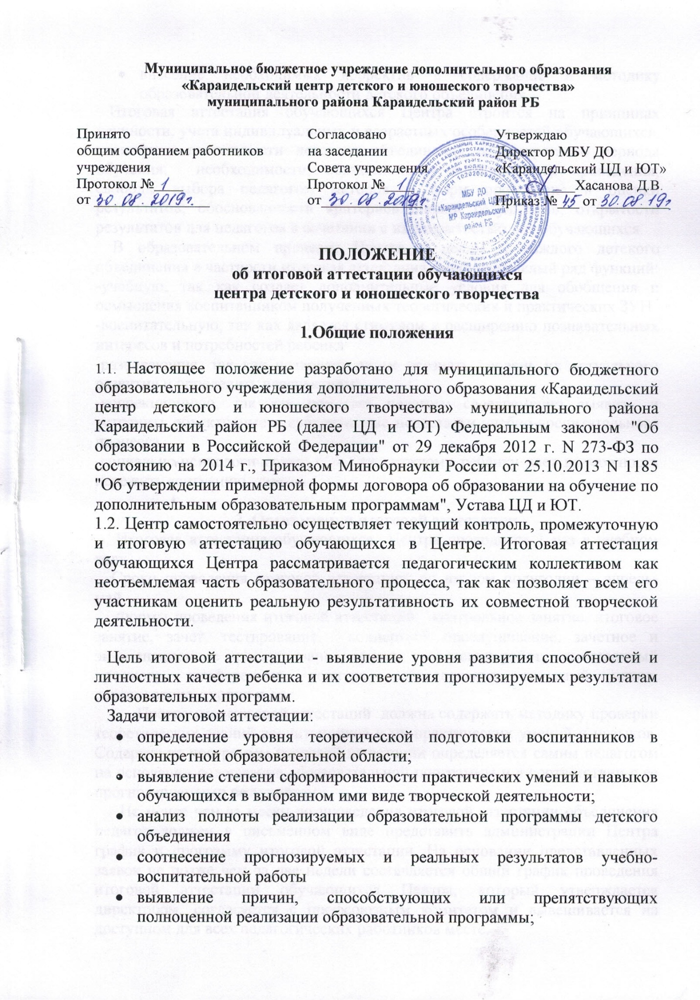 Муниципальное бюджетное учреждение дополнительного образования
«Караидельский центр детского и юношеского творчества»
муниципального района Караидельский район РБ
Принято
общим собранием работников
учреждения
Протокол № 1
от 30.08.2019г.
Согласовано
на заседании
Совета учреждения
Протокол № 1
от 30.08.2019г
Утверждаю
Директор МБУ ДО
«Караидельский ЦД и ЮТ»
Хасанова Д.В.
Приказ № 45 от 30.08.19г
МБУ ДО
«Караидельский ЦДиЮТ»
МР Караидельский
район РБ
ПОЛОЖЕНИЕ
об итоговой аттестации обучающихся
центра детского и юношеского творчества
1.Общие положения
1.1. Настоящее положение разработано для муниципального бюджетного
образовательного учреждения дополнительного образования «Караидельский
центр детского и юношеского творчества» муниципального района
Караидельский район РБ (далее ЦД и ЮТ) Федеральным законом "Об
образовании в Российской Федерации" от 29 декабря 2012 г. N 273-ФЗ по
состоянию на 2014 г., Приказом Минобрнауки России от 25.10.2013 N 1185
"Об утверждении примерной формы договора об образовании на обучение по
дополнительным образовательным программам", Устава ЦД и ЮТ.
1.2. Центр самостоятельно осуществляет текущий контроль, промежуточную
и итоговую аттестацию обучающихся в Центре. Итоговая аттестация
обучающихся Центра рассматривается педагогическим коллективом как
неотъемлемая часть образовательного процесса, так как позволяет всем его
участникам оценить реальную результативность их совместной творческой
деятельности.
Цель итоговой аттестации - выявление уровня развития способностей и
личностных качеств ребенка и их соответствия прогнозируемых результатам
образовательных программ.
Задачи итоговой аттестации:
• определение уровня теоретической подготовки воспитанников в
конкретной образовательной области;
• выявление степени сформированности практических умений и навыков
обучающихся в выбранном ими виде творческой деятельности;
• анализ полноты реализации образовательной программы детского
объединения
• соотнесение прогнозируемых и реальных результатов учебно-
воспитательной работы
• выявление причин, способствующих или препятствующих
полноценной реализации образовательной программы;